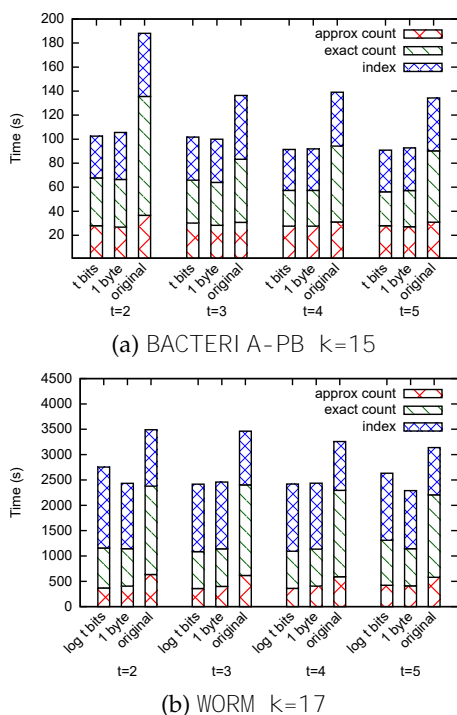 200
180
160
140
120
100
80
60
40
20
Time (s)
approx count
exact count
index
t bits 1 byte original t bits 1 byte original t bits 1 byte original t bits 1 byte original
t=2 t=3 t=4 t=5
(a) BACTERI A-PB k=15
4500
4000
3500
3000
2500
2000
1500
1000
500
0
Time (s)
approx count
exact count
index
log t bits 1 byte original log t bits 1 byte original log t bits 1 byte original log t bits 1 byte original
t=2 t=3 t=4 t=5
(b) WORM k=17